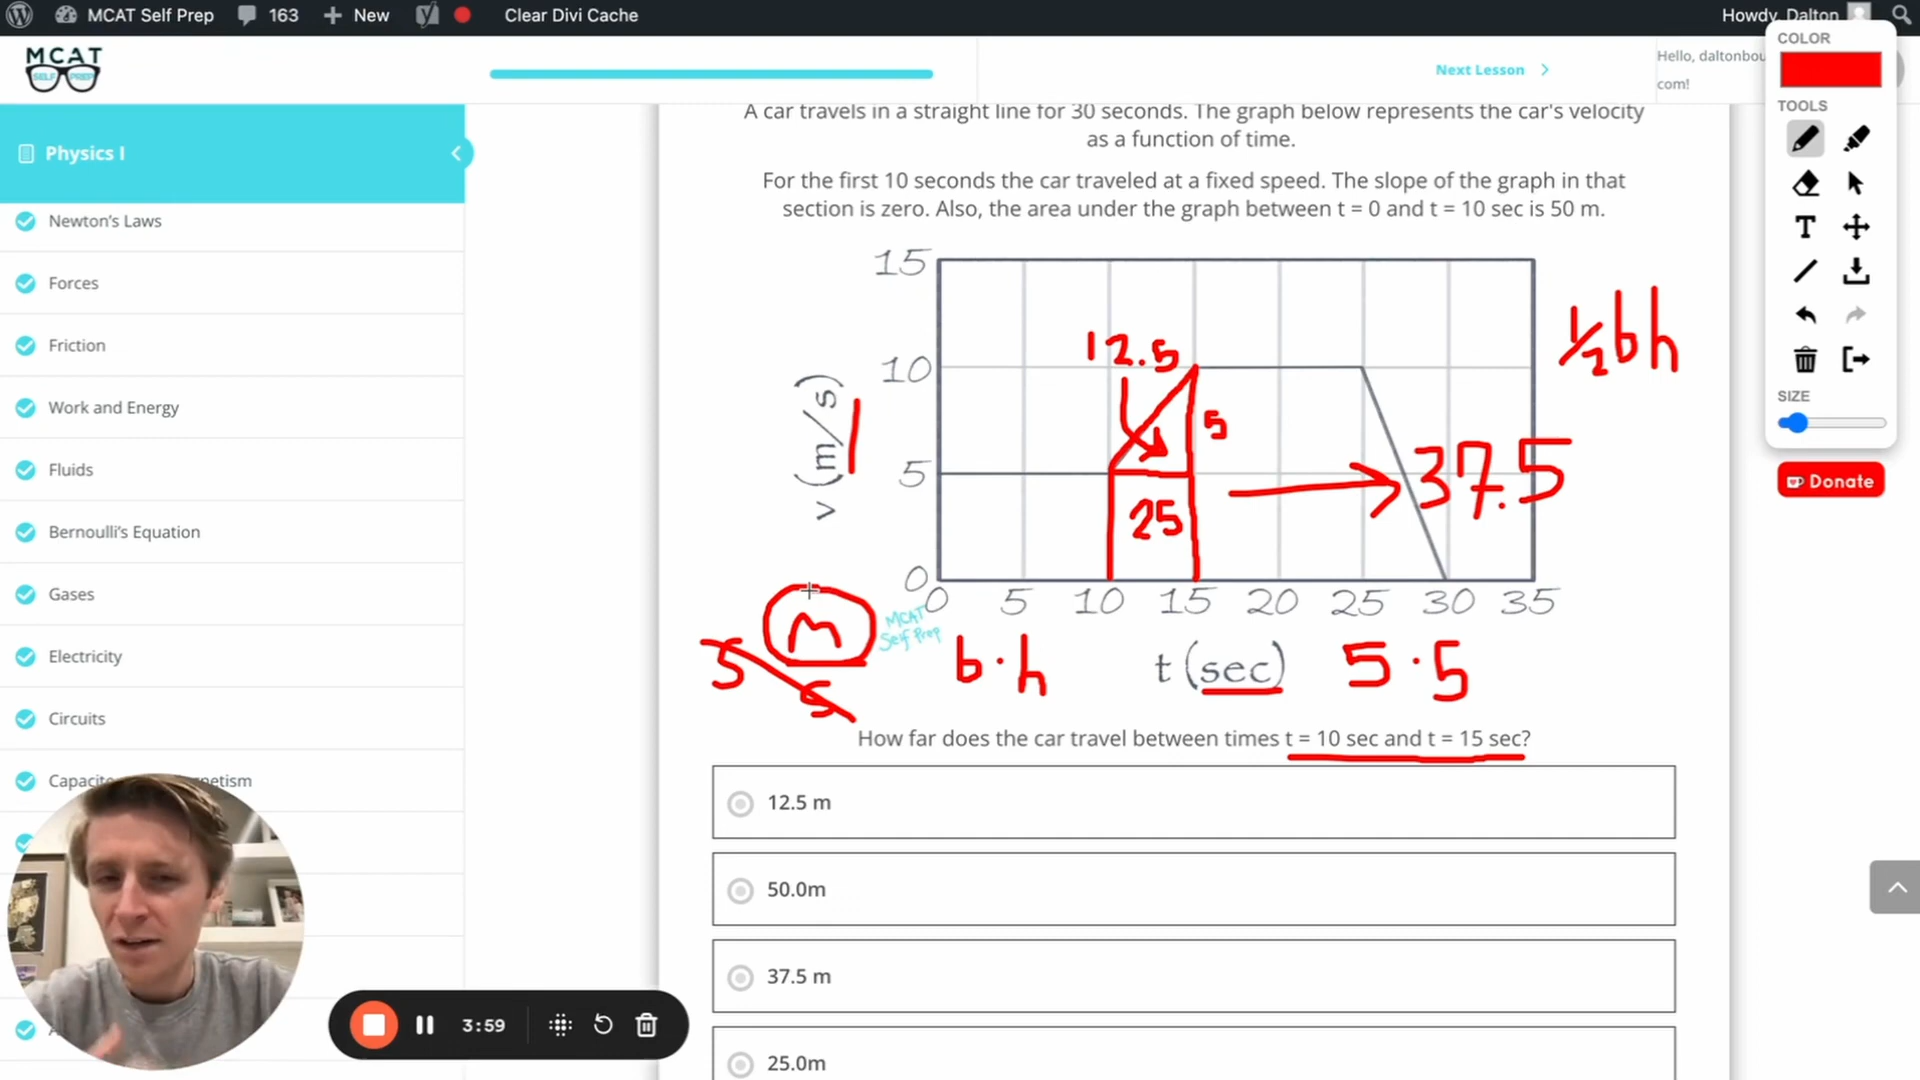 MCAT Self Prep
163
New
Clear Divi Cache
Howdy, Dalton
MCAT
SELF PREP
Next Lesson
Hello, daltonbou
com!
COLOR
TOOLS
T
SIZE
Donate
Physics I
Newton's Laws
Forces
Friction
Work and Energy
Fluids
Bernoulli's Equation
Gases
Electricity
Circuits
A car travels in a straight line for 30 seconds. The graph below represents the car's velocity
as a function of time.
For the first 10 seconds the car traveled at a fixed speed. The slope of the graph in that
section is zero. Also, the area under the graph between t = 0 and t = 10 sec is 50 m.
15
10
5
0
v (m/s)
0 5 10 15 20 25 30 35
t (sec)
MCAT
Self Prep
12.5
5
25
37.5
1/2bh
m
s
s
b·h
5·5
How far does the car travel between times t = 10 sec and t = 15 sec?
12.5 m
50.0m
37.5 m
25.0m
3:59